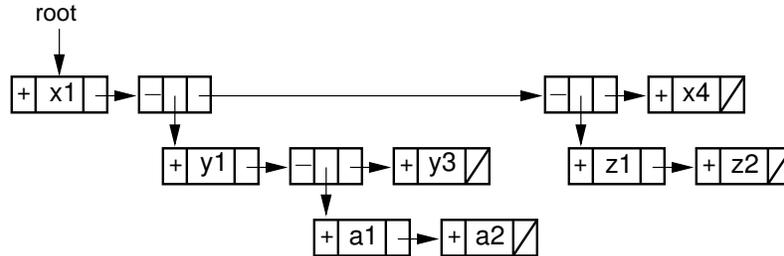 root
+ x1 − − + x4
+ y1 − + y3 + z1 + z2
+ a1 + a2